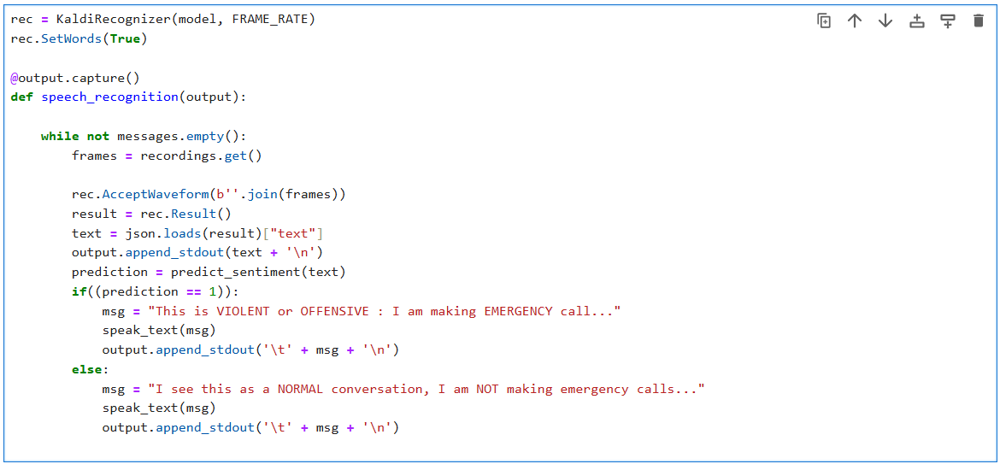 rec = KaldiRecognizer(model, FRAME_RATE)
rec.SetWords(True)

@output.capture()
def speech_recognition(output):

    while not messages.empty():
        frames = recordings.get()

        rec.AcceptWaveform(b''.join(frames))
        result = rec.Result()
        text = json.loads(result)["text"]
        output.append_stdout(text + '\n')
        prediction = predict_sentiment(text)
        if((prediction == 1)):
            msg = "This is VIOLENT or OFFENSIVE : I am making EMERGENCY call..."
            speak_text(msg)
            output.append_stdout('\t' + msg + '\n')
        else:
            msg = "I see this as a NORMAL conversation, I am NOT making emergency calls..."
            speak_text(msg)
            output.append_stdout('\t' + msg + '\n')